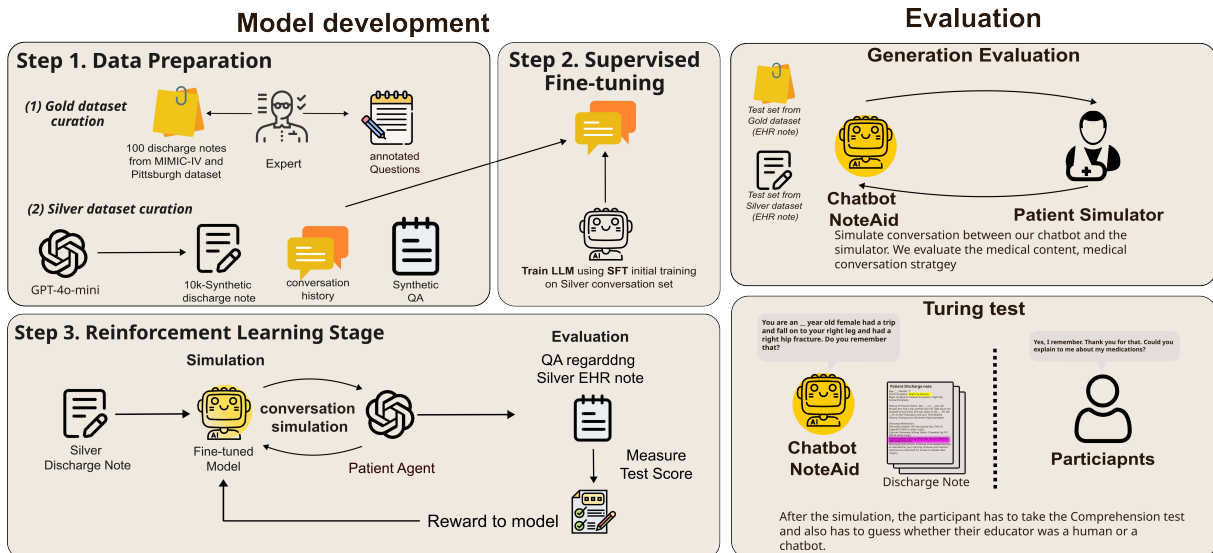 Model development
Step 1. Data Preparation
(1) Gold dataset
curation
100 discharge notes
from MIMIC-IV and
Pittsburgh dataset
Expert
annotated
Questions
(2) Silver dataset curation
GPT-4o-mini
10k-Synthetic
discharge note
conversation
history
Synthetic
QA
Step 2. Supervised
Fine-tuning
AI
Train LLM using SFT initial training
on Silver conversation set
Step 3. Reinforcement Learning Stage
Simulation
Silver
Discharge Note
AI
Fine-tuned
Model
conversation
simulation
Patient Agent
Evaluation
QA regarddng
Silver EHR note
Measure
Test Score
Reward to model
Evaluation
Generation Evaluation
Test set from
Gold dataset
(EHR note)
Test set from
Silver dataset
(EHR note)
AI
Chatbot
NoteAid
Patient Simulator
Simulate conversation between our chatbot and the
simulator. We evaluate the medical content, medical
conversation stratgey
Turing test
You are an __ year old female had a trip
and fall on to your right leg and had a
right hip fracture. Do you remember
that?
Yes, I remember. Thank you for that. Could you
explain to me about my medications?
AI
Chatbot
NoteAid
Patient Discharge note
Discharge Note
Particiapnts
After the simulation, the participant has to take the Comprehension test
and also has to guess whether their educator was a human or a
chatbot.